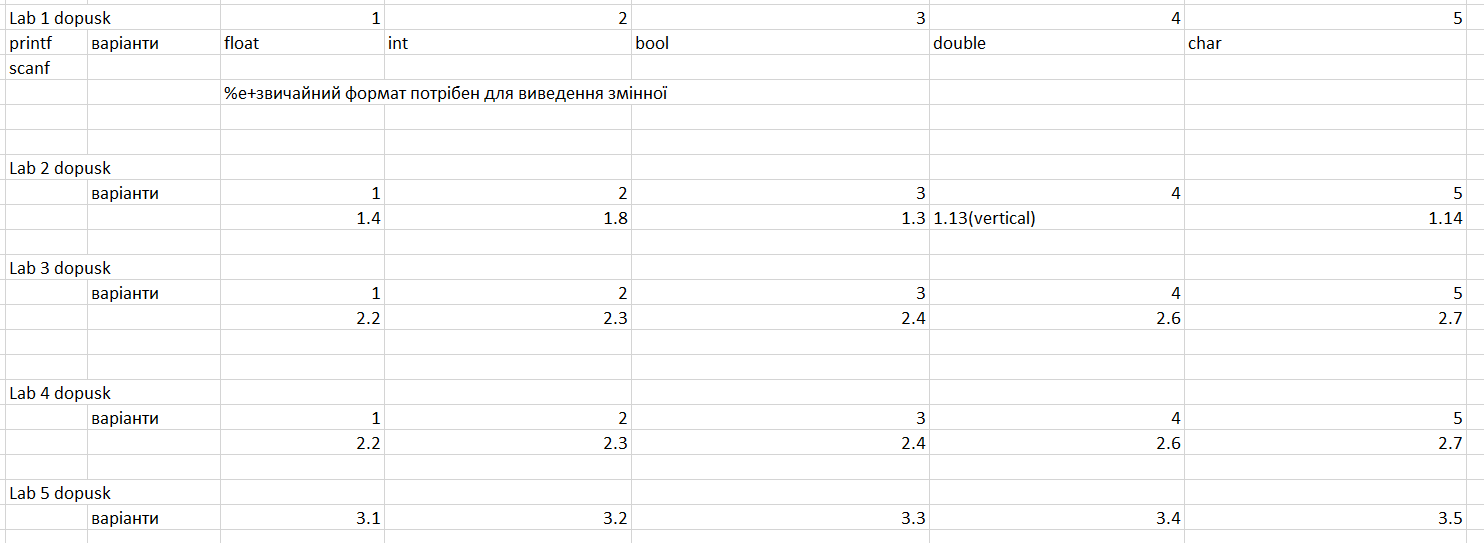 Lab 1 dopusk 1 2 3 4 5
printf варіанти float int bool double char
scanf
%e+звичайний формат потрібен для виведення змінної
Lab 2 dopusk
варіанти 1 2 3 4 5
1.4 1.8 1.3 1.13(vertical) 1.14
Lab 3 dopusk
варіанти 1 2 3 4 5
2.2 2.3 2.4 2.6 2.7
Lab 4 dopusk
варіанти 1 2 3 4 5
2.2 2.3 2.4 2.6 2.7
Lab 5 dopusk
варіанти 3.1 3.2 3.3 3.4 3.5